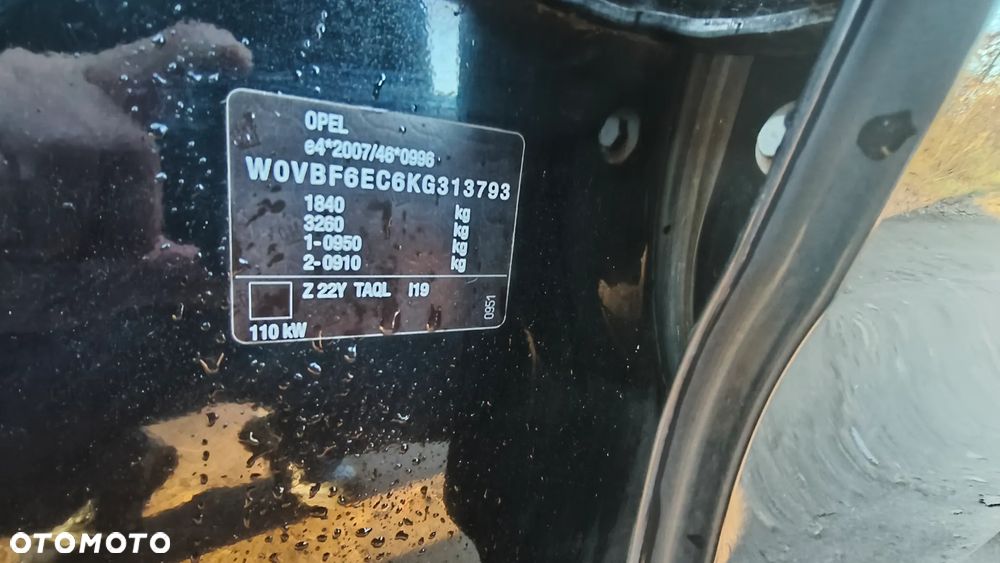 OPEL
e4*2007/46*0996
W0VBF6EC6KG313793
1840 kg
3260 kg
1-0950 kg
2-0910 kg
Z 22Y TAQL I19
0951
110 kW
OTOMOTO